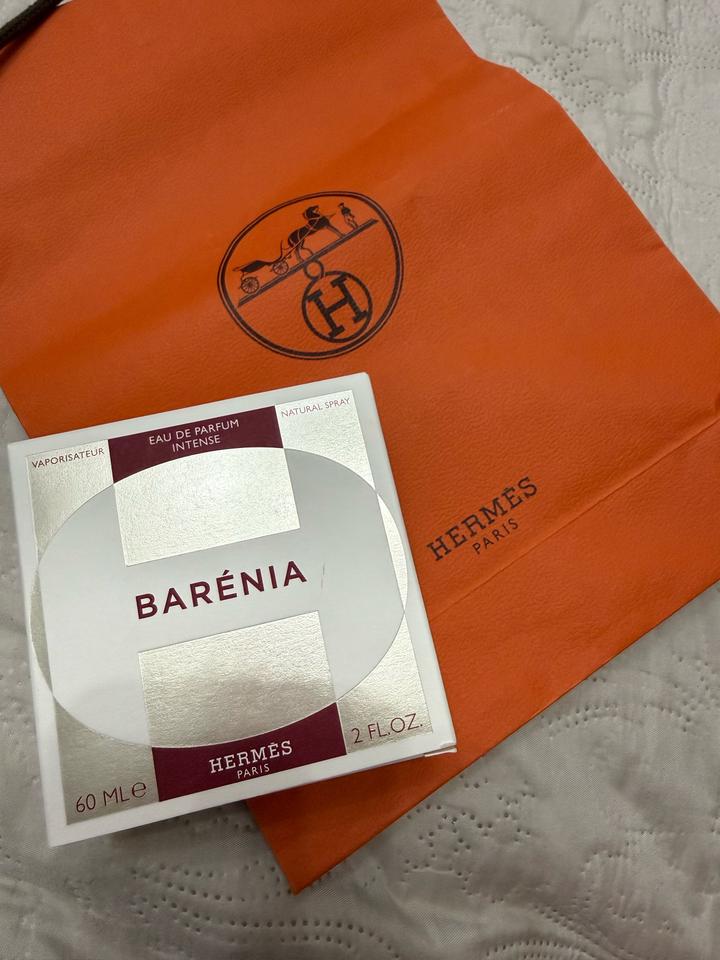 H
HERMÈS
PARIS
VAPORISATEUR
EAU DE PARFUM
INTENSE
NATURAL SPRAY
BARÉNIA
HERMÈS
PARIS
60 ML℮
2 FL.OZ.